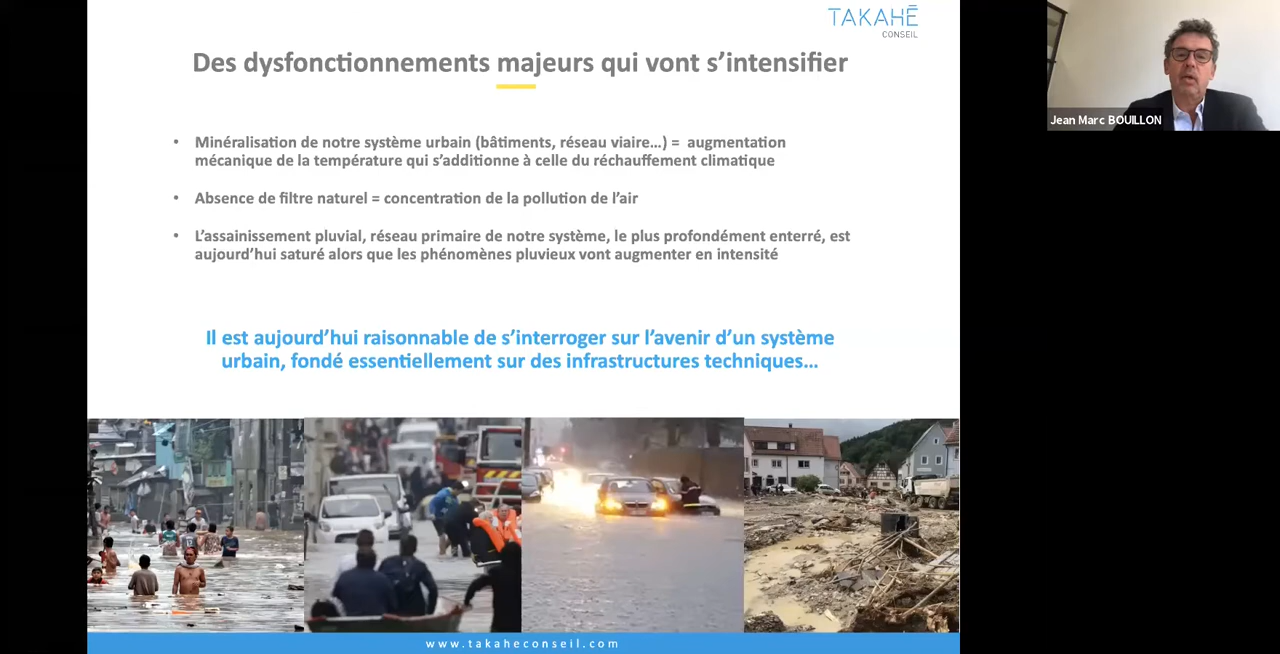 TAKAHĒ
CONSEIL
Des dysfonctionnements majeurs qui vont s’intensifier
• Minéralisation de notre système urbain (bâtiments, réseau viaire…) = augmentation
mécanique de la température qui s’additionne à celle du réchauffement climatique
• Absence de filtre naturel = concentration de la pollution de l’air
• L’assainissement pluvial, réseau primaire de notre système, le plus profondément enterré, est
aujourd’hui saturé alors que les phénomènes pluvieux vont augmenter en intensité
Il est aujourd’hui raisonnable de s’interroger sur l’avenir d’un système
urbain, fondé essentiellement sur des infrastructures techniques…
www.takaheconseil.com
Jean Marc BOUILLON